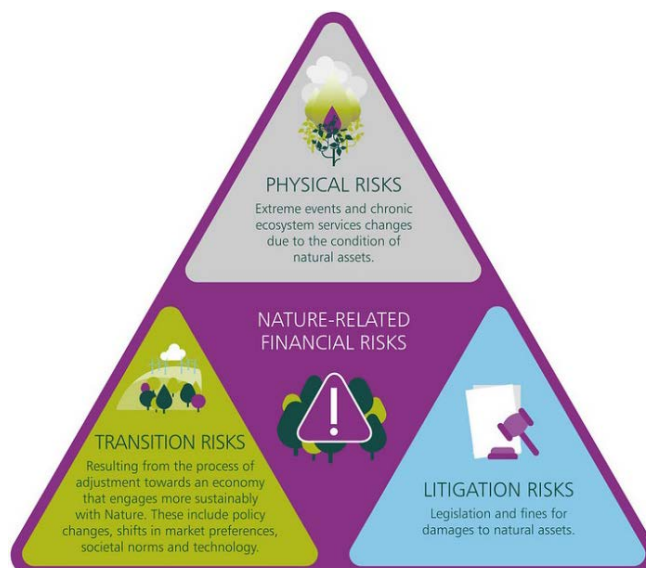 PHYSICAL RISKS
Extreme events and chronic
ecosystem services changes
due to the condition of
natural assets.
NATURE-RELATED
FINANCIAL RISKS
TRANSITION RISKS
Resulting from the process of
adjustment towards an economy
that engages more sustainably
with Nature. These include policy
changes, shifts in market preferences,
societal norms and technology.
LITIGATION RISKS
Legislation and fines for
damages to natural assets.